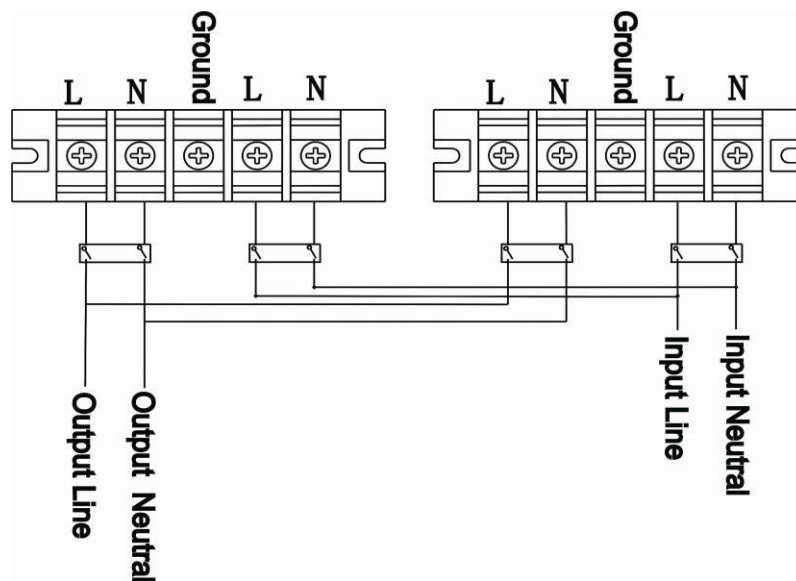 L N Ground L N
L N Ground L N
Output Line
Output Neutral
Input Line
Input Neutral